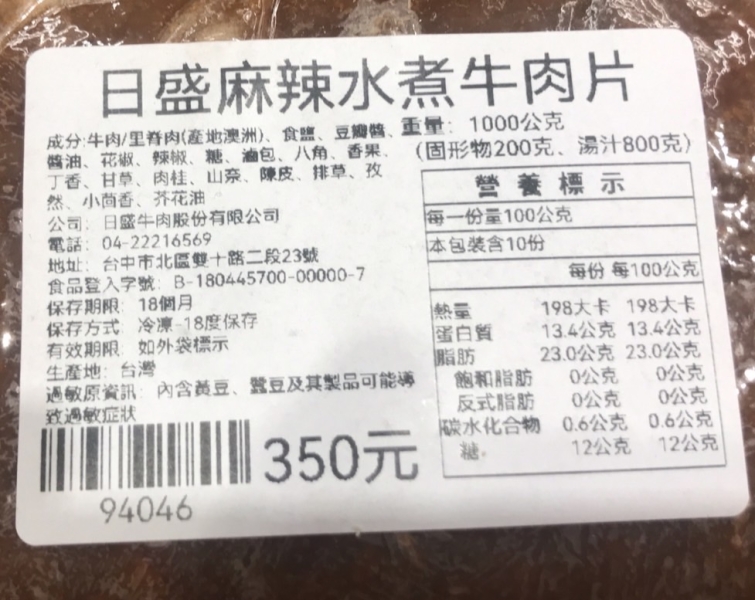 日盛麻辣水煮牛肉片
成分:牛肉/里脊肉(產地澳洲)、食鹽、豆瓣醬、
醬油、花椒、辣椒、糖、滷包、八角、香果、
丁香、甘草、肉桂、山奈、陳皮、排草、孜
然、小茴香、芥花油
公司: 日盛牛肉股份有限公司
電話: 04-22216569
地址: 台中市北區雙十路二段23號
食品登入字號: B-180445700-00000-7
保存期限: 18個月
保存方式: 冷凍-18度保存
有效期限: 如外袋標示
生產地: 台灣
過敏原資訊: 內含黃豆、蠶豆及其製品可能導
致過敏症狀
94046
350元
重量: 1000公克
(固形物200克、湯汁800克)
營養標示
每一份量100公克
本包裝含10份
每份 每100公克
熱量 198大卡 198大卡
蛋白質 13.4公克 13.4公克
脂肪 23.0公克 23.0公克
飽和脂肪 0公克 0公克
反式脂肪 0公克 0公克
碳水化合物 0.6公克 0.6公克
糖 12公克 12公克